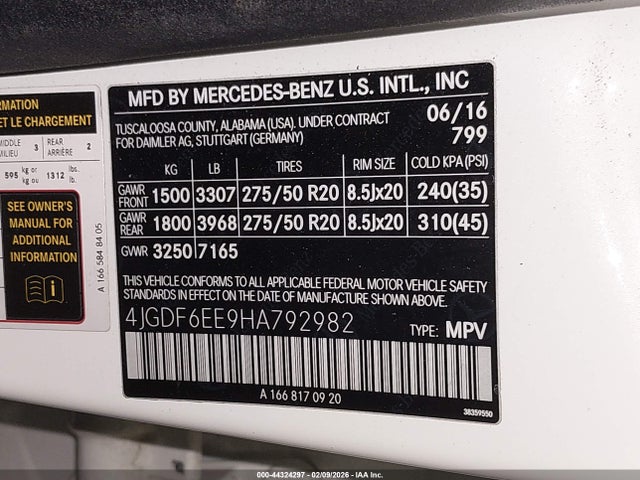 RMATION
ET LE CHARGEMENT
MIDDLE
MILIEU 3
REAR
ARRIÈRE 2
595 kg or
kg ou 1312 lbs.
lb.
SEE OWNER'S
MANUAL FOR
ADDITIONAL
INFORMATION
A 166 584 84 05
MFD BY MERCEDES-BENZ U.S. INTL., INC
TUSCALOOSA COUNTY, ALABAMA (USA). UNDER CONTRACT
FOR DAIMLER AG, STUTTGART (GERMANY)
06/16
799
KG LB TIRES RIM SIZE COLD KPA (PSI)
GAWR
FRONT 1500 3307 275/50 R20 8.5Jx20 240(35)
GAWR
REAR 1800 3968 275/50 R20 8.5Jx20 310(45)
GVWR 3250 7165
THIS VEHICLE CONFORMS TO ALL APPLICABLE FEDERAL MOTOR VEHICLE SAFETY
STANDARDS IN EFFECT ON THE DATE OF MANUFACTURE SHOWN ABOVE.
4JGDF6EE9HA792982
TYPE: MPV
A 166 817 09 20
38359550
000-44324297 - 02/09/2026 - IAA Inc.